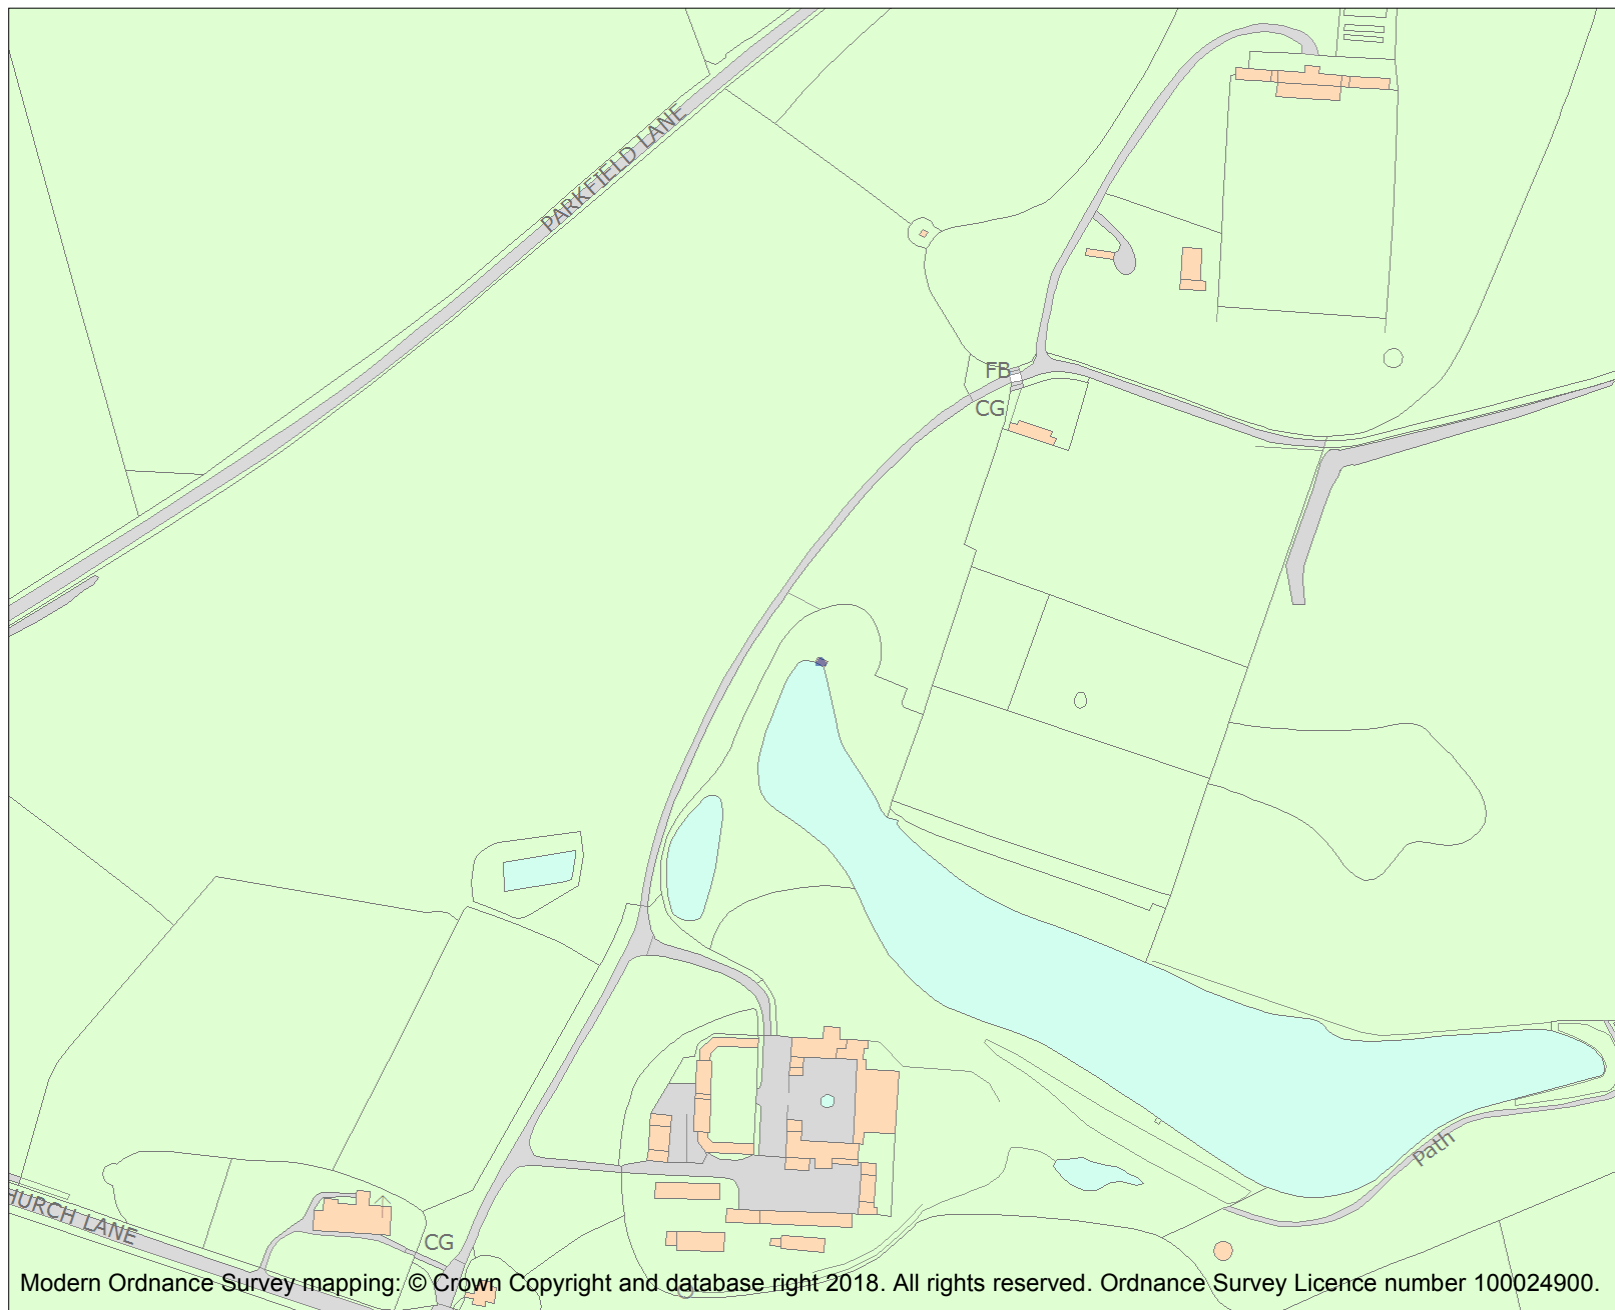 PARKFIELD LANE
FB
CG
Path
HURCH LANE
CG
Modern Ordnance Survey mapping: © Crown Copyright and database right 2018. All rights reserved. Ordnance Survey Licence number 100024900.